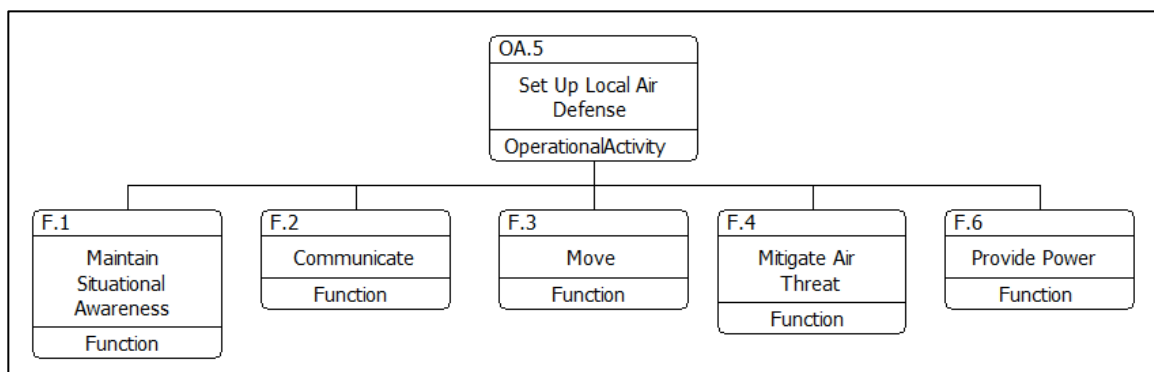 OA.5
Set Up Local Air
Defense
OperationalActivity
F.1
Maintain
Situational
Awareness
Function
F.2
Communicate
Function
F.3
Move
Function
F.4
Mitigate Air
Threat
Function
F.6
Provide Power
Function